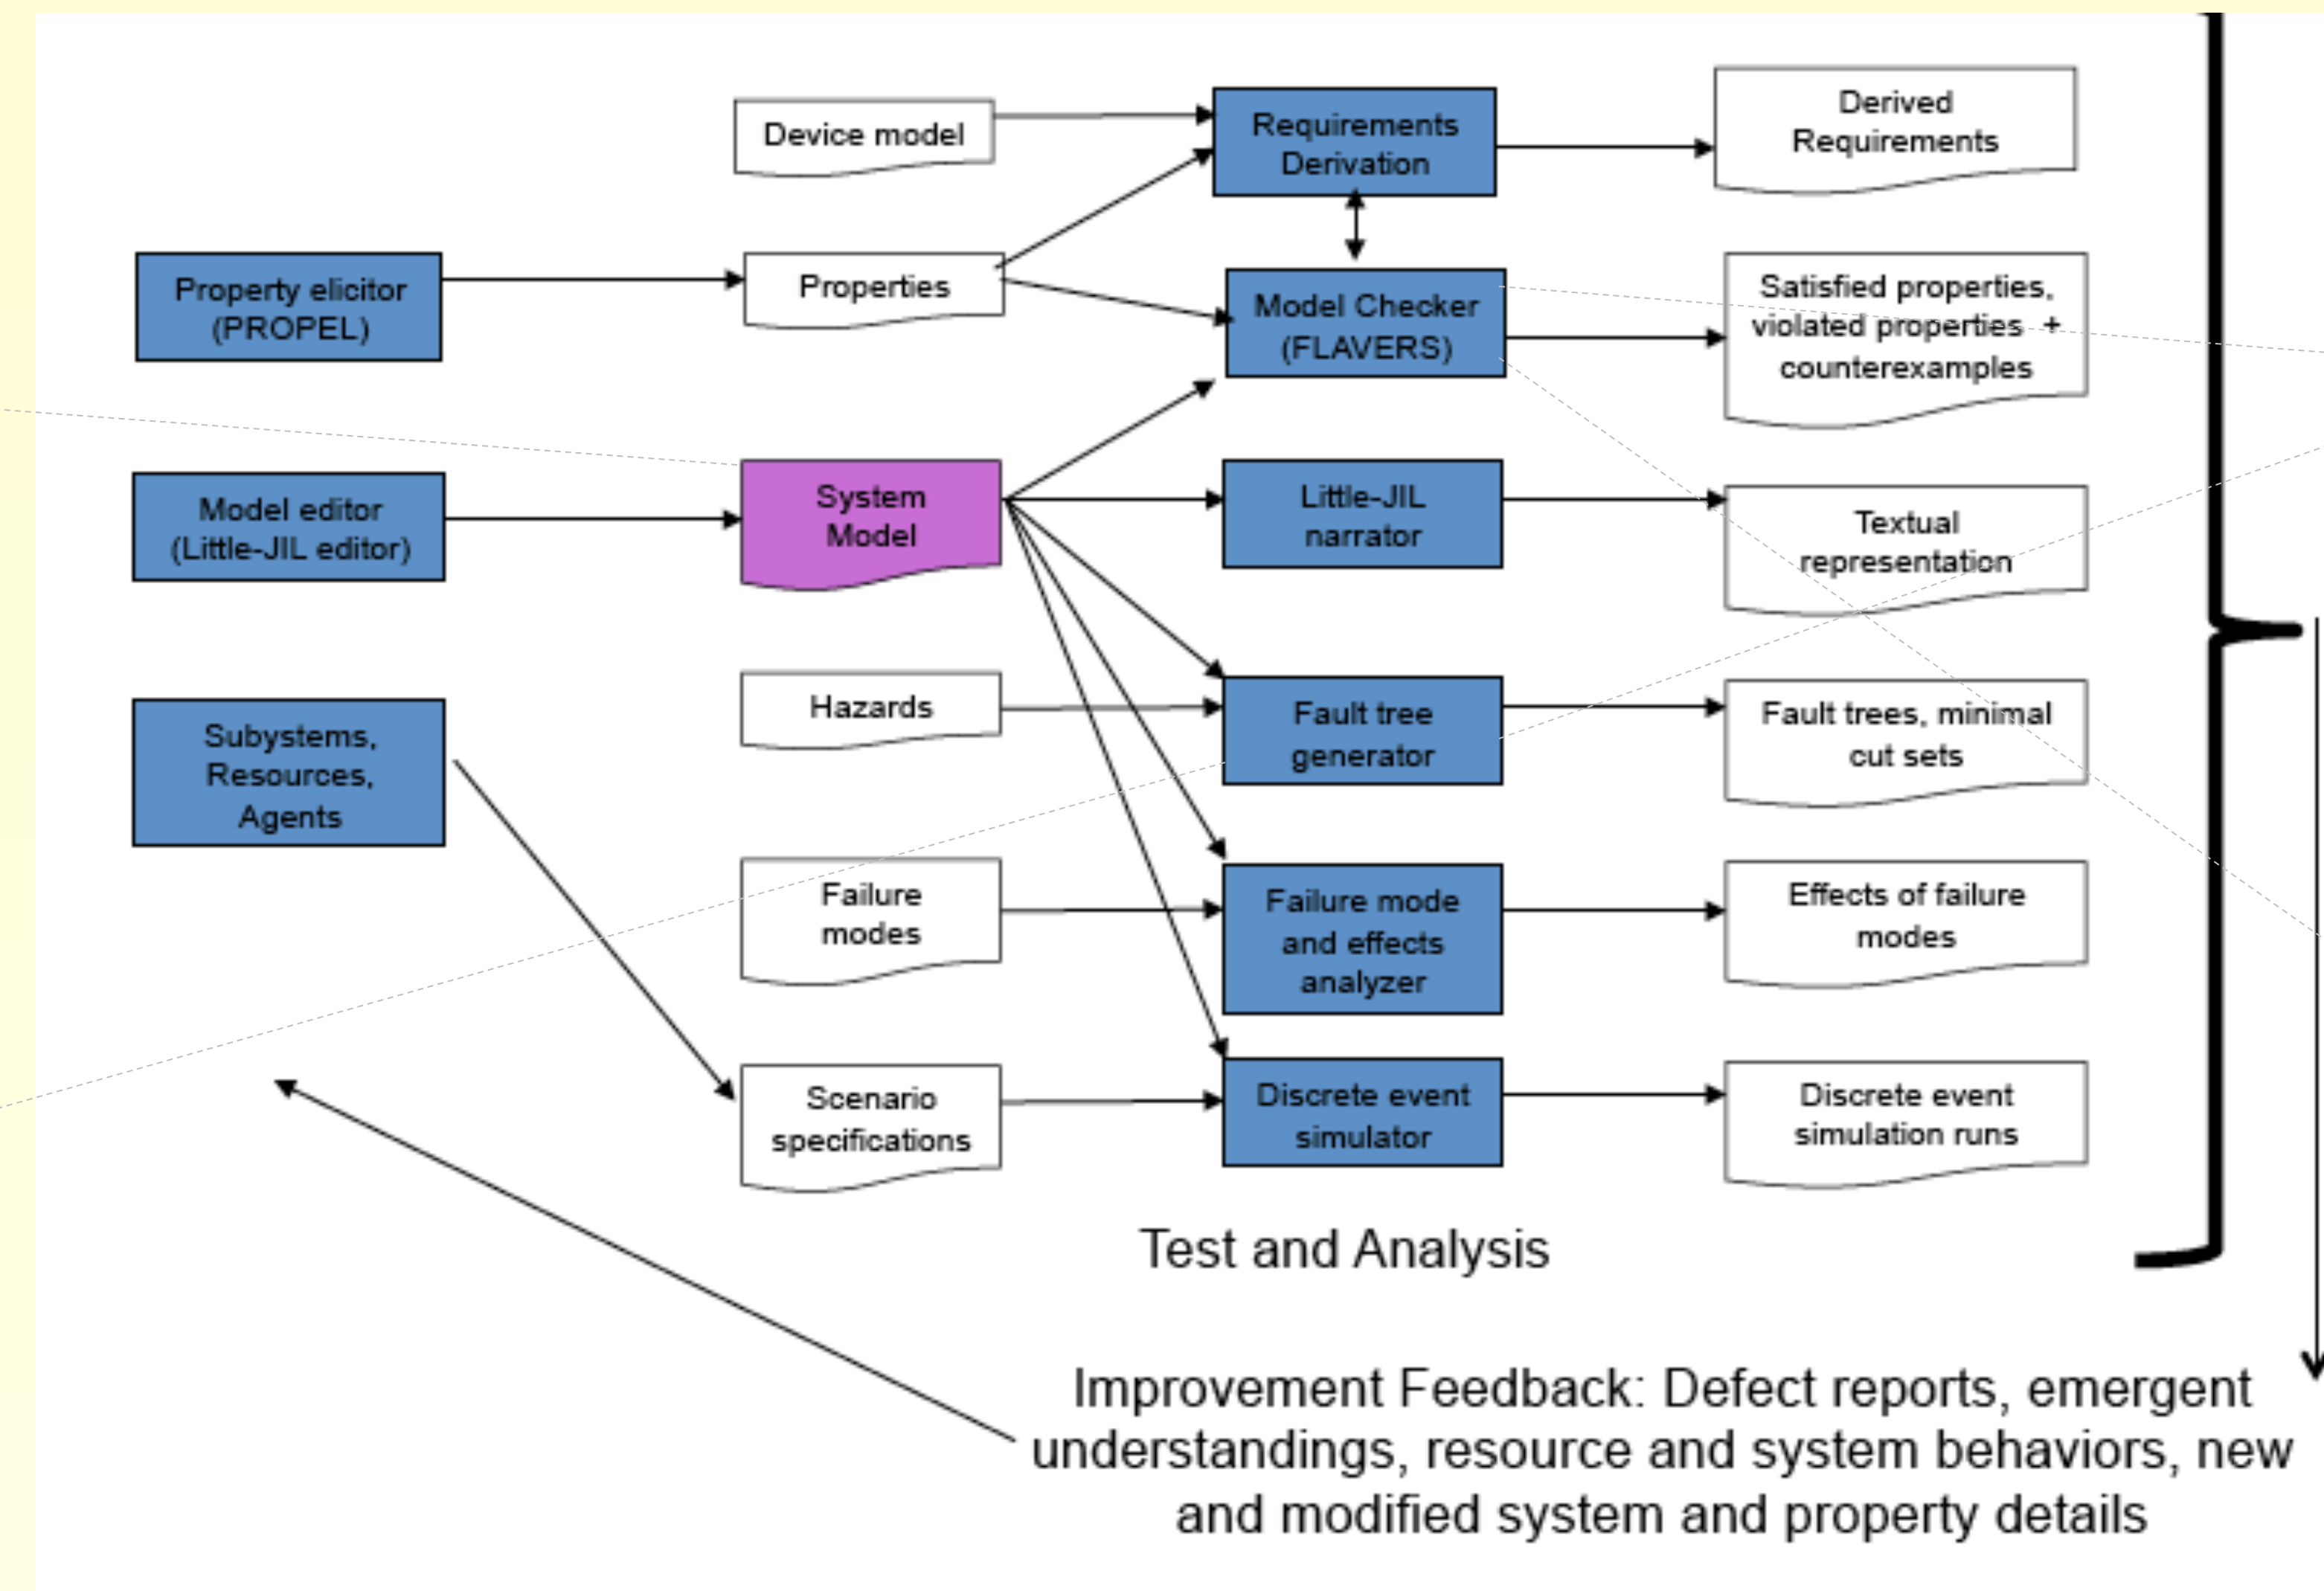 Device model
Requirements
Derivation
Derived
Requirements
Property elicitor
(PROPEL)
Properties
Model Checker
(FLAVERS)
Satisfied properties,
violated properties +
counterexamples
Model editor
(Little-JIL editor)
System
Model
Little-JIL
narrator
Textual
representation
Subystems,
Resources,
Agents
Hazards
Fault tree
generator
Fault trees, minimal
cut sets
Failure
modes
Failure mode
and effects
analyzer
Effects of failure
modes
Scenario
specifications
Discrete event
simulator
Discrete event
simulation runs
Test and Analysis
Improvement Feedback: Defect reports, emergent
understandings, resource and system behaviors, new
and modified system and property details